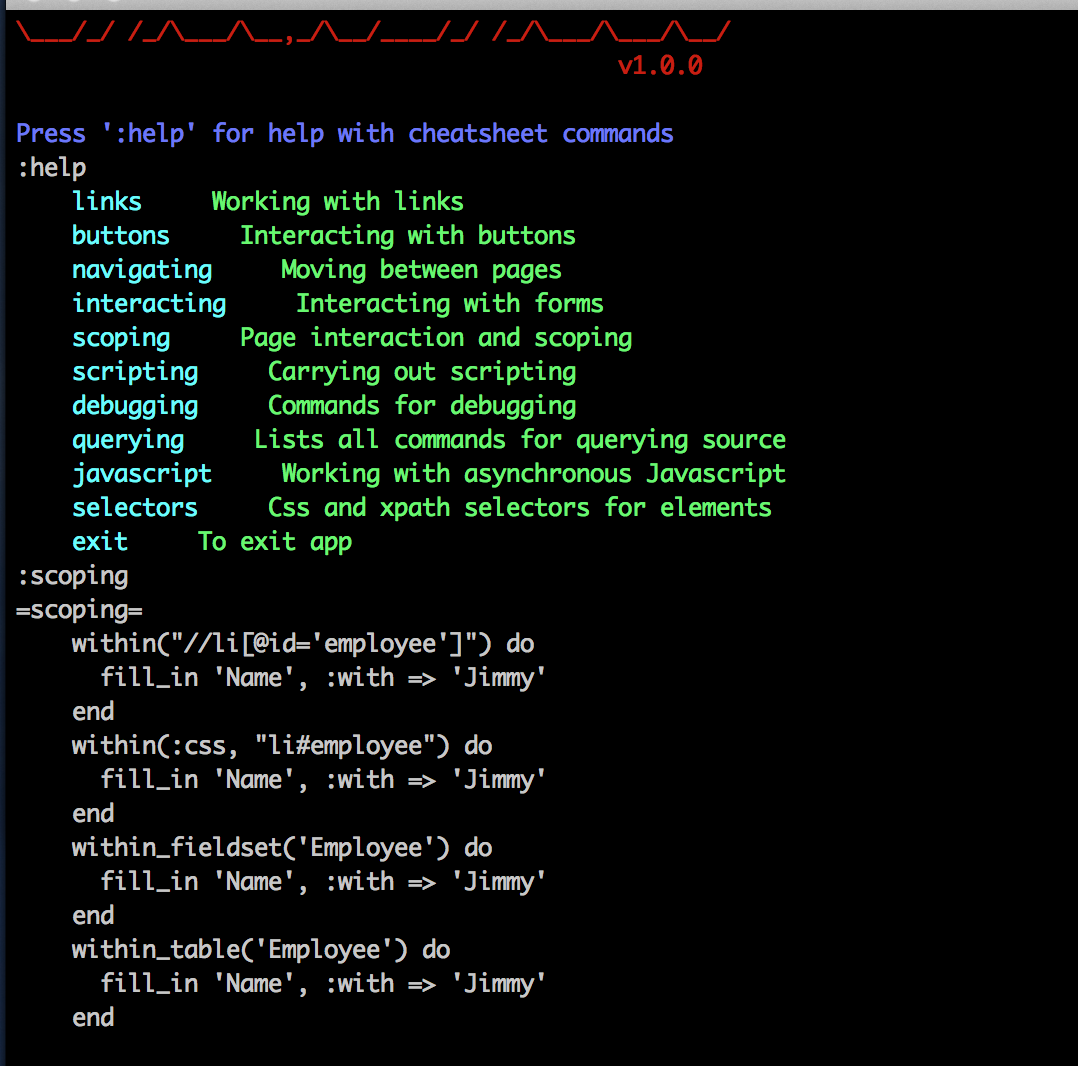 \___/_/ /_/\___/\__,_/\__/____/_/ /_/\___/\___/\__/
v1.0.0
Press ':help' for help with cheatsheet commands
:help
links     Working with links
buttons     Interacting with buttons
navigating     Moving between pages
interacting     Interacting with forms
scoping     Page interaction and scoping
scripting     Carrying out scripting
debugging     Commands for debugging
querying     Lists all commands for querying source
javascript     Working with asynchronous Javascript
selectors     Css and xpath selectors for elements
exit     To exit app
:scoping
=scoping=
within("//li[@id='employee']") do
  fill_in 'Name', :with => 'Jimmy'
end
within(:css, "li#employee") do
  fill_in 'Name', :with => 'Jimmy'
end
within_fieldset('Employee') do
  fill_in 'Name', :with => 'Jimmy'
end
within_table('Employee') do
  fill_in 'Name', :with => 'Jimmy'
end